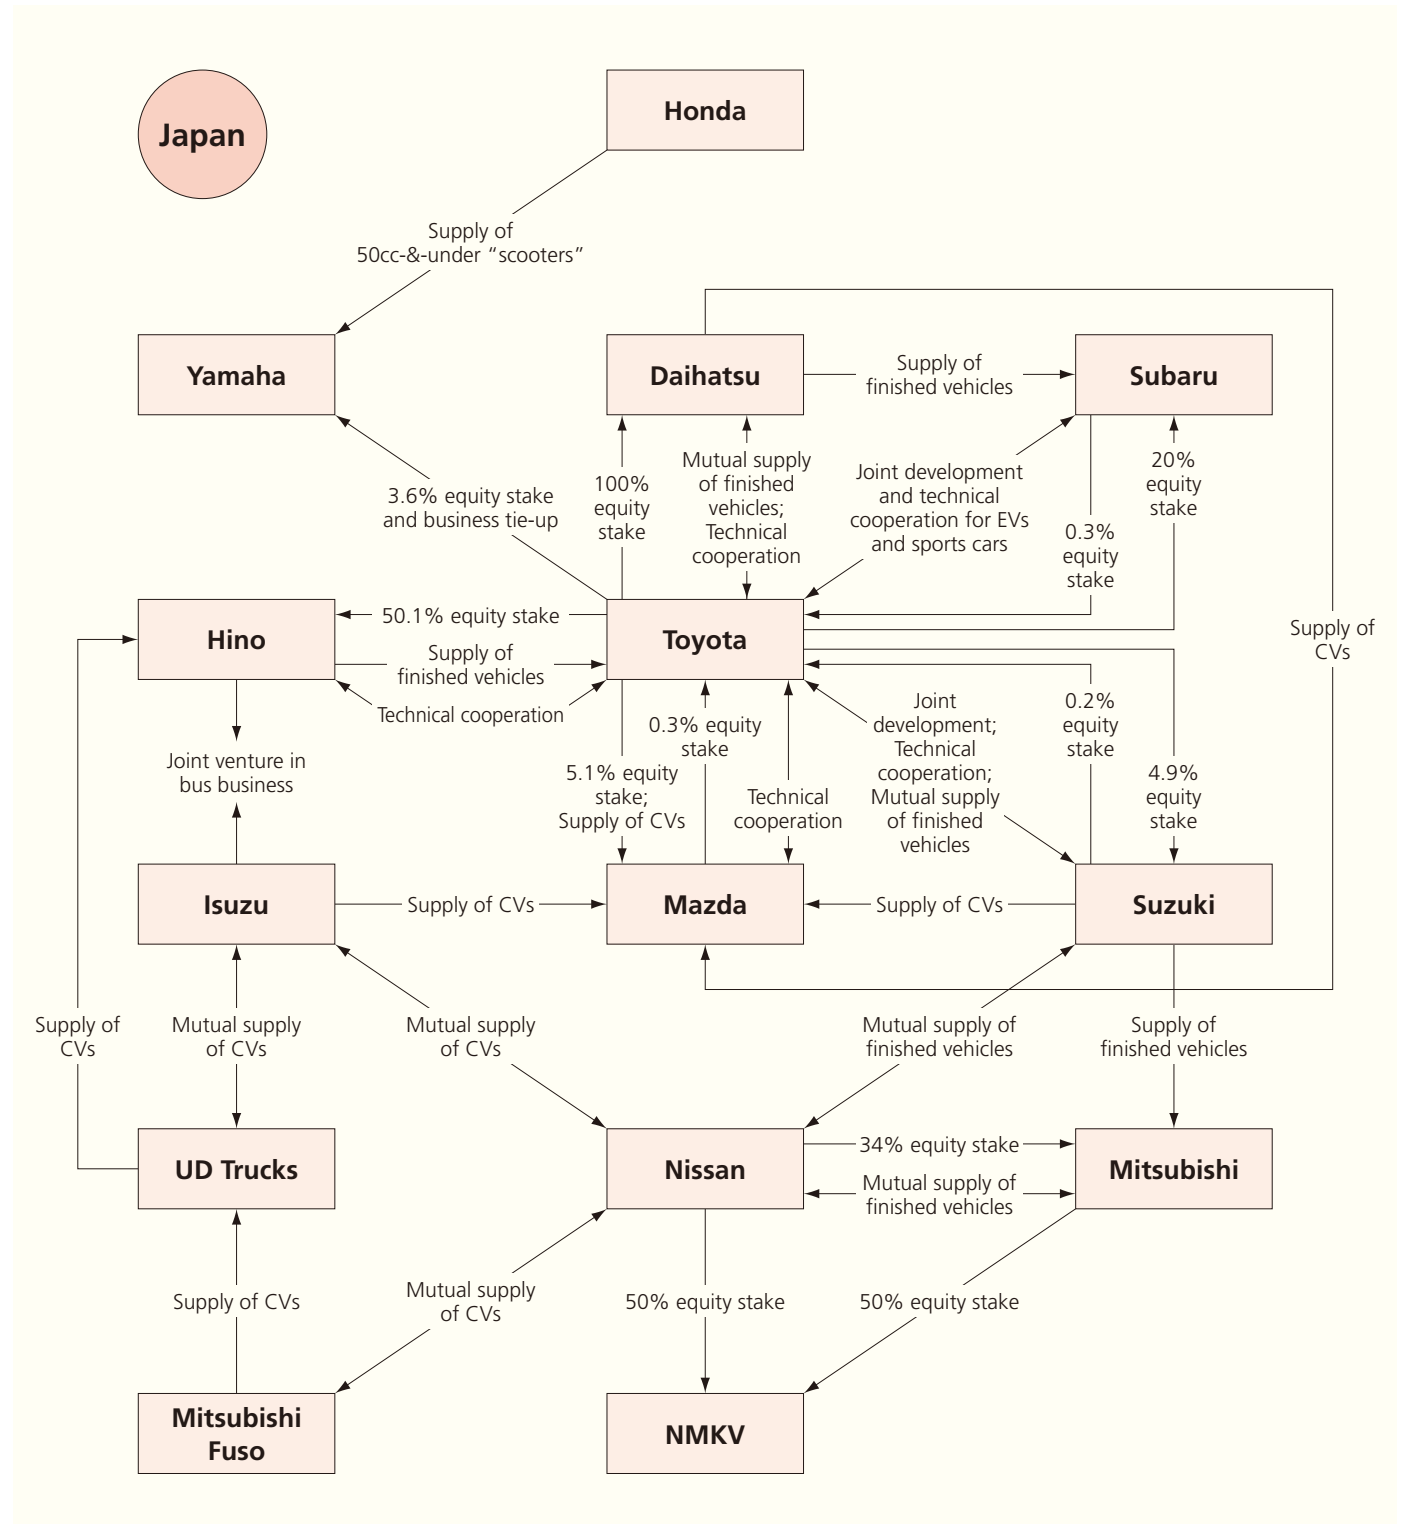 Japan
Honda
Supply of
50cc-&-under “scooters”
Yamaha
Daihatsu
Supply of
finished vehicles
Subaru
3.6% equity stake
and business tie-up
100%
equity
stake
Mutual supply
of finished
vehicles;
Technical
cooperation
Joint development
and technical
cooperation for EVs
and sports cars
0.3%
equity
stake
20%
equity
stake
Hino
50.1% equity stake
Supply of
finished vehicles
Technical cooperation
Toyota
Supply of
CVs
Joint venture in
bus business
5.1% equity
stake;
Supply of CVs
0.3% equity
stake
Technical
cooperation
Joint
development;
Technical
cooperation;
Mutual supply
of finished
vehicles
0.2%
equity
stake
4.9%
equity
stake
Isuzu
Supply of CVs
Mazda
Supply of CVs
Suzuki
Supply of
CVs
Mutual supply
of CVs
Mutual supply
of CVs
Mutual supply of
finished vehicles
Supply of
finished vehicles
UD Trucks
Nissan
34% equity stake
Mutual supply of
finished vehicles
Mitsubishi
Supply of CVs
Mutual supply
of CVs
50% equity stake
50% equity stake
Mitsubishi
Fuso
NMKV